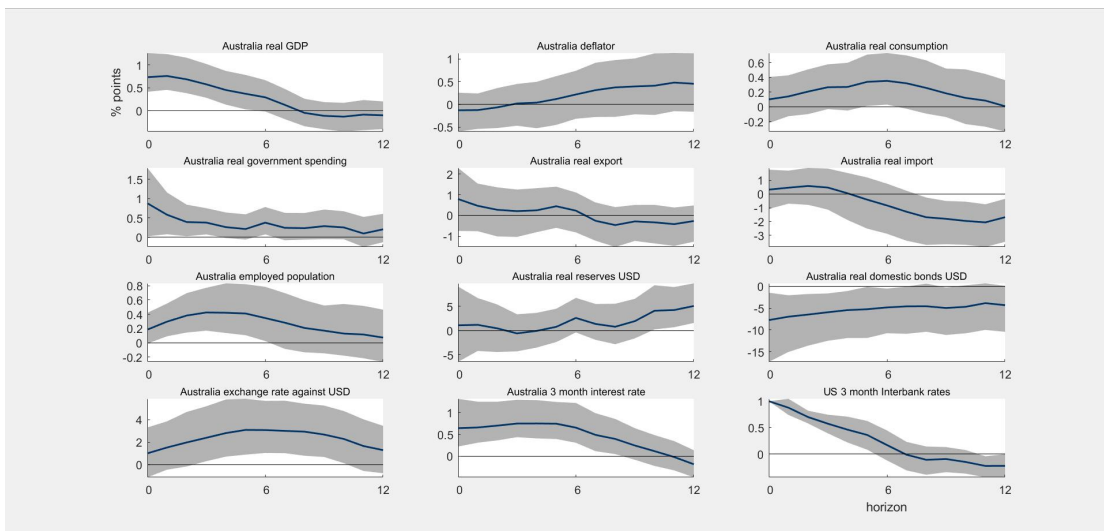 Australia real GDP
% points
1
0.5
0
0 6 12
Australia deflator
1
0.5
0
-0.5
0 6 12
Australia real consumption
0.6
0.4
0.2
0
-0.2
0 6 12
Australia real government spending
1.5
1
0.5
0
0 6 12
Australia real export
2
1
0
-1
0 6 12
Australia real import
1
0
-1
-2
-3
0 6 12
Australia employed population
0.8
0.6
0.4
0.2
0
-0.2
0 6 12
Australia real reserves USD
5
0
-5
0 6 12
Australia real domestic bonds USD
0
-5
-10
-15
0 6 12
Australia exchange rate against USD
4
2
0
0 6 12
Australia 3 month interest rate
1
0.5
0
0 6 12
US 3 month Interbank rates
1
0.5
0
0 6 12
horizon